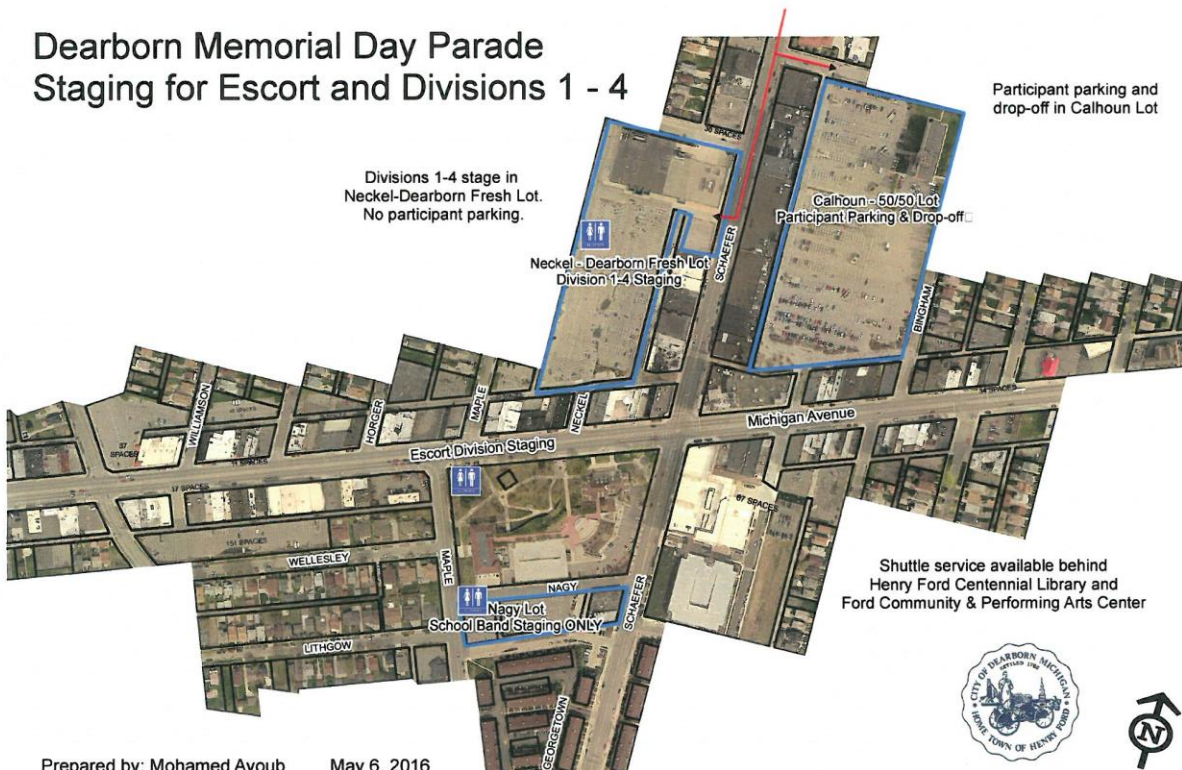 Dearborn Memorial Day Parade
Staging for Escort and Divisions 1 - 4
Participant parking and
drop-off in Calhoun Lot
Divisions 1-4 stage in
Neckel-Dearborn Fresh Lot.
No participant parking.
30 SPACES
Calhoun - 50/50 Lot
Participant Parking & Drop-off
Neckel - Dearborn Fresh Lot
Division 1-4 Staging
SCHAEFER
BINGHAM
WILLIAMSON
HORGER
MAPLE
NECKEL
Michigan Avenue
Escort Division Staging
37
SPACES
17 SPACES
67 SPACES
WELLESLEY
MAPLE
NAGY
SCHAEFER
Nagy Lot
School Band Staging ONLY
LITHGOW
GEORGETOWN
Shuttle service available behind
Henry Ford Centennial Library and
Ford Community & Performing Arts Center
CITY OF DEARBORN MICHIGAN
HOME TOWN OF HENRY FORD
N
Prepared by: Mohamed Ayoub May 6, 2016